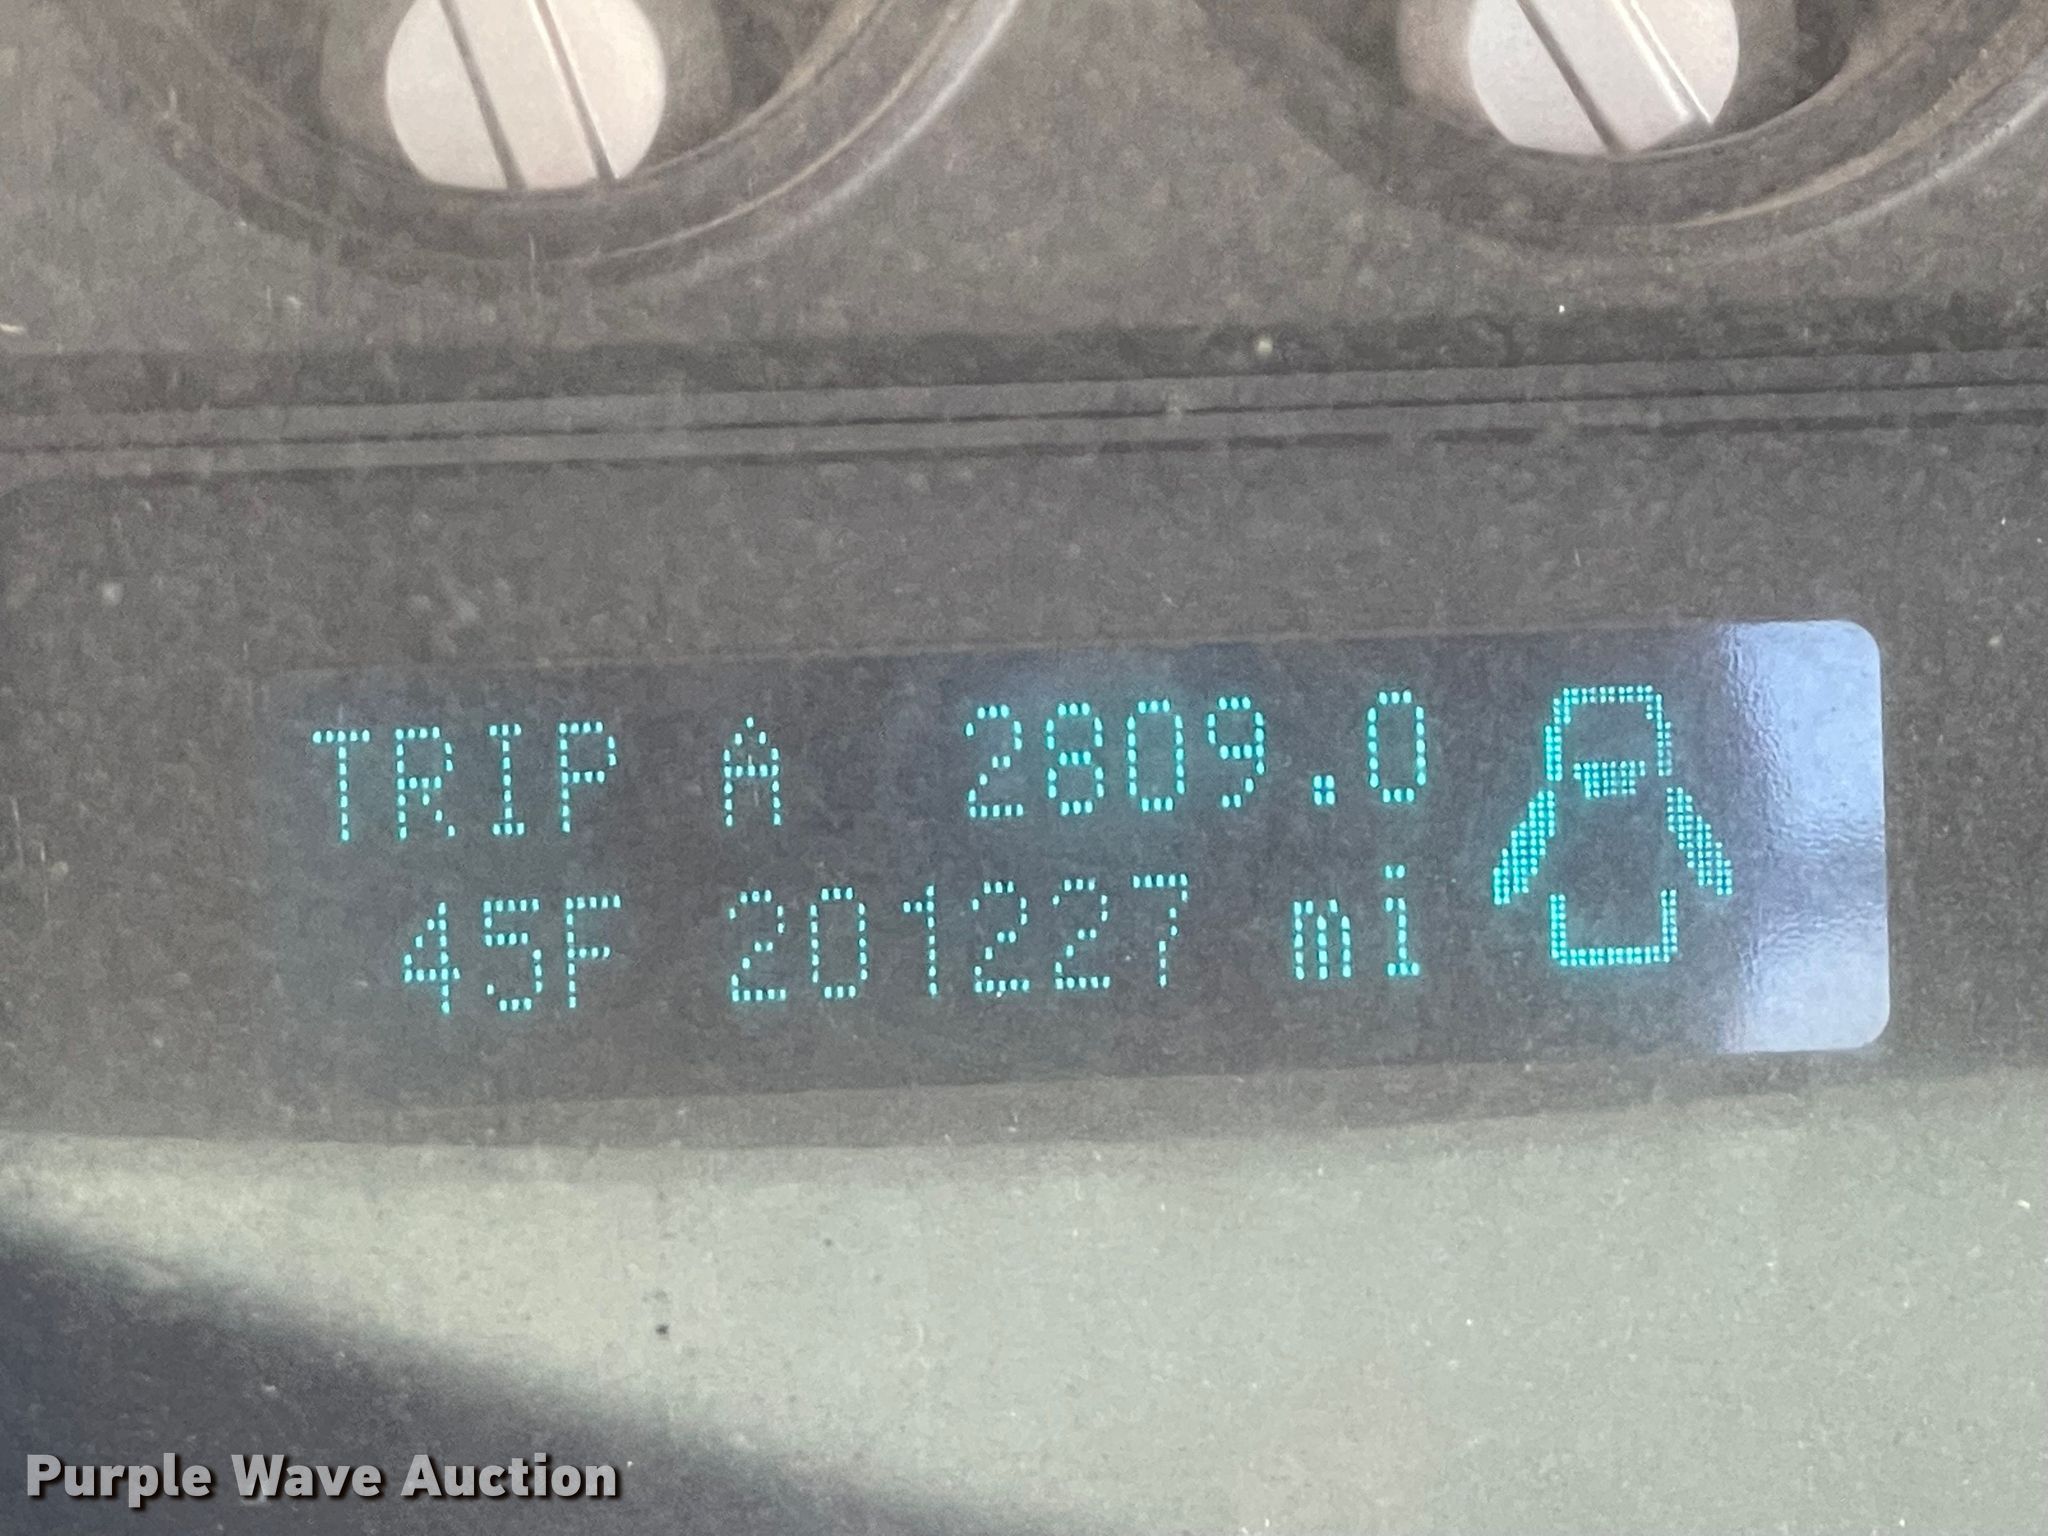 TRIP A 2809.0
45F 201227 mi
Purple Wave Auction